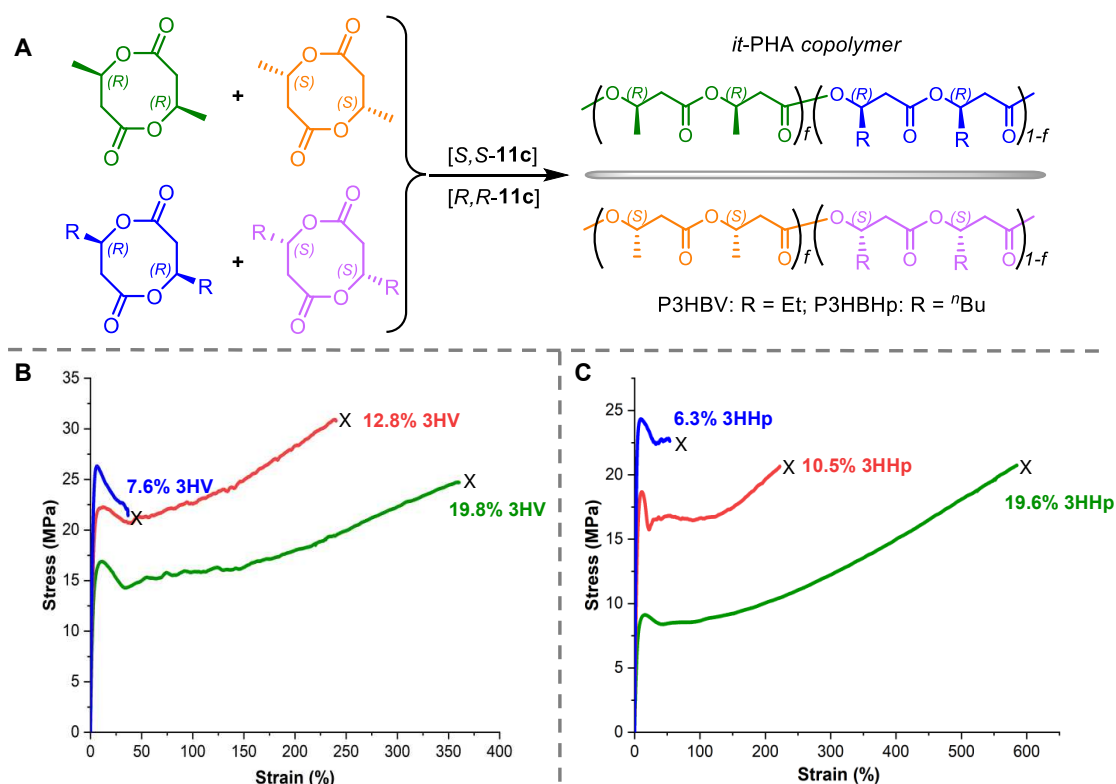 A
it-PHA copolymer
O
O
(R)
(R)
O
O
+
O
O
(S)
(S)
O
O
[S,S-11c]
[R,R-11c]
R
O
O
(R)
(R)
O
O
R
+
R
O
O
(S)
(S)
O
O
R
O (R) O (R) O (R) O (R)
O O f R O R O 1-f
O (S) O (S) O (S) O (S)
O O f R O R O 1-f
P3HBV: R = Et; P3HBHp: R = ⁿBu
B
35
30
25
20
15
10
5
0
Stress (MPa)
X
12.8% 3HV
7.6% 3HV
X
X
19.8% 3HV
0 50 100 150 200 250 300 350 400
Strain (%)
C
25
20
15
10
5
0
Stress (MPa)
6.3% 3HHp
X
X
10.5% 3HHp
X
19.6% 3HHp
0 100 200 300 400 500 600
Strain (%)